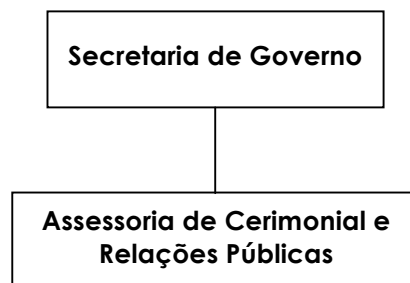 Secretaria de Governo
Assessoria de Cerimonial e
Relações Públicas